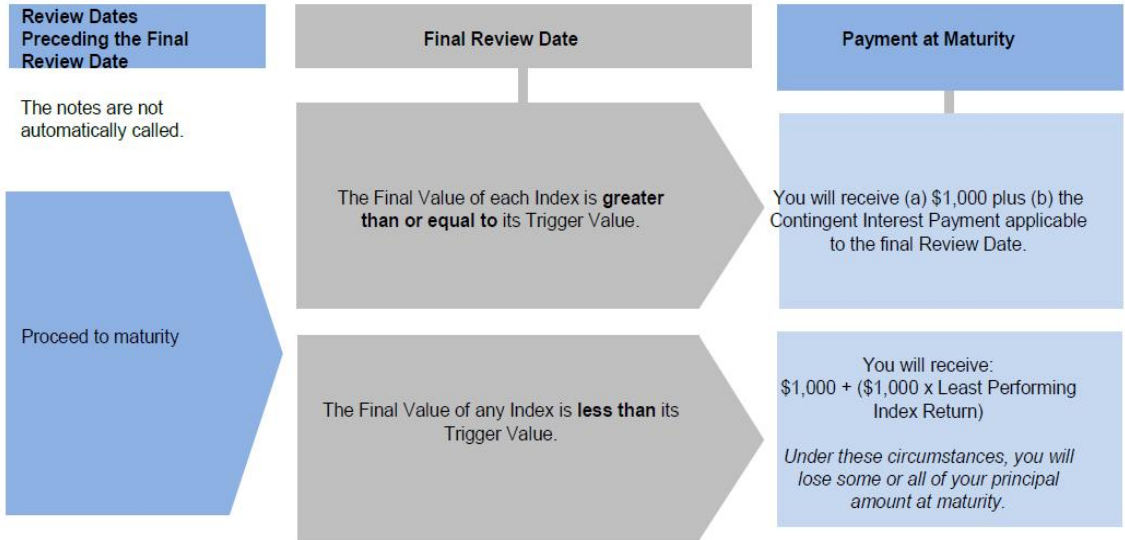 Review Dates
Preceding the Final
Review Date
Final Review Date
Payment at Maturity
The notes are not
automatically called.
Proceed to maturity
The Final Value of each Index is greater
than or equal to its Trigger Value.
You will receive (a) $1,000 plus (b) the
Contingent Interest Payment applicable
to the final Review Date.
The Final Value of any Index is less than its
Trigger Value.
You will receive:
$1,000 + ($1,000 x Least Performing
Index Return)
Under these circumstances, you will
lose some or all of your principal
amount at maturity.